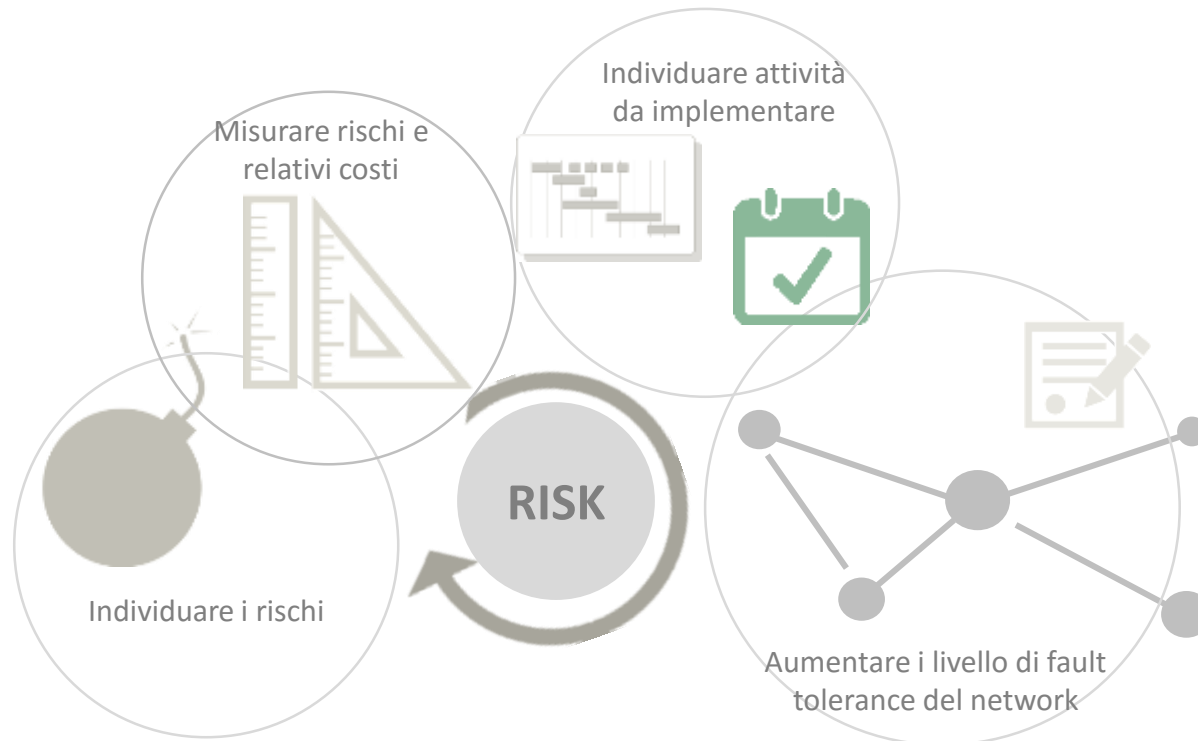 Individuare attività
da implementare
Misurare rischi e
relativi costi
RISK
Individuare i rischi
Aumentare i livello di fault
tolerance del network